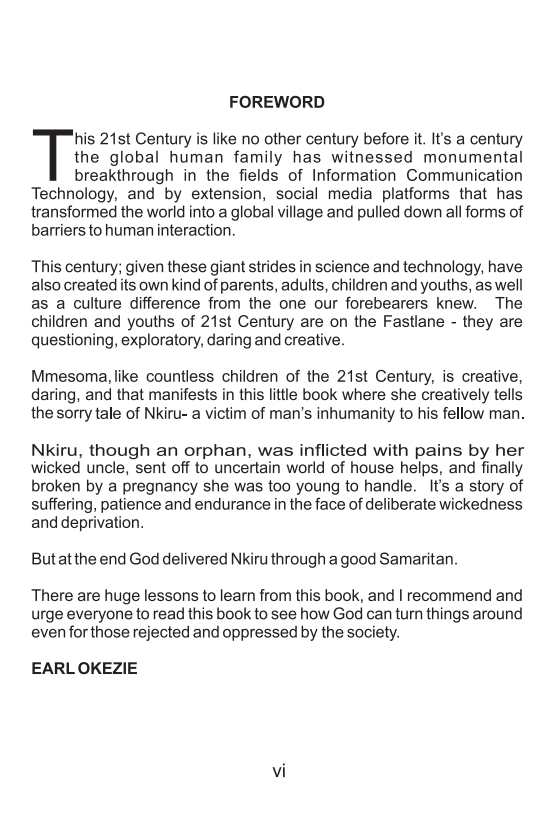 FOREWORD
This 21st Century is like no other century before it. It's a century
the global human family has witnessed monumental
breakthrough in the fields of Information Communication
Technology, and by extension, social media platforms that has
transformed the world into a global village and pulled down all forms of
barriers to human interaction.
This century; given these giant strides in science and technology, have
also created its own kind of parents, adults, children and youths, as well
as a culture difference from the one our forebearers knew. The
children and youths of 21st Century are on the Fastlane - they are
questioning, exploratory, daring and creative.
Mmesoma, like countless children of the 21st Century, is creative,
daring, and that manifests in this little book where she creatively tells
the sorry tale of Nkiru- a victim of man's inhumanity to his fellow man.
Nkiru, though an orphan, was inflicted with pains by her
wicked uncle, sent off to uncertain world of house helps, and finally
broken by a pregnancy she was too young to handle. It's a story of
suffering, patience and endurance in the face of deliberate wickedness
and deprivation.
But at the end God delivered Nkiru through a good Samaritan.
There are huge lessons to learn from this book, and I recommend and
urge everyone to read this book to see how God can turn things around
even for those rejected and oppressed by the society.
EARL OKEZIE
vi